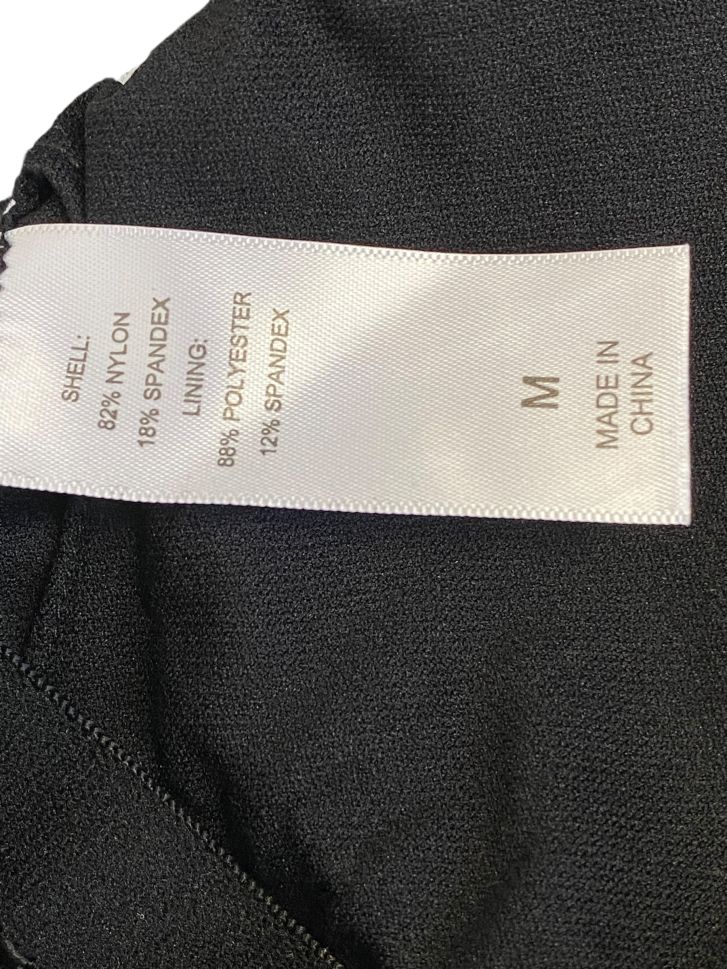 SHELL:
82% NYLON
18% SPANDEX
LINING:
88% POLYESTER
12% SPANDEX
M
MADE IN
CHINA